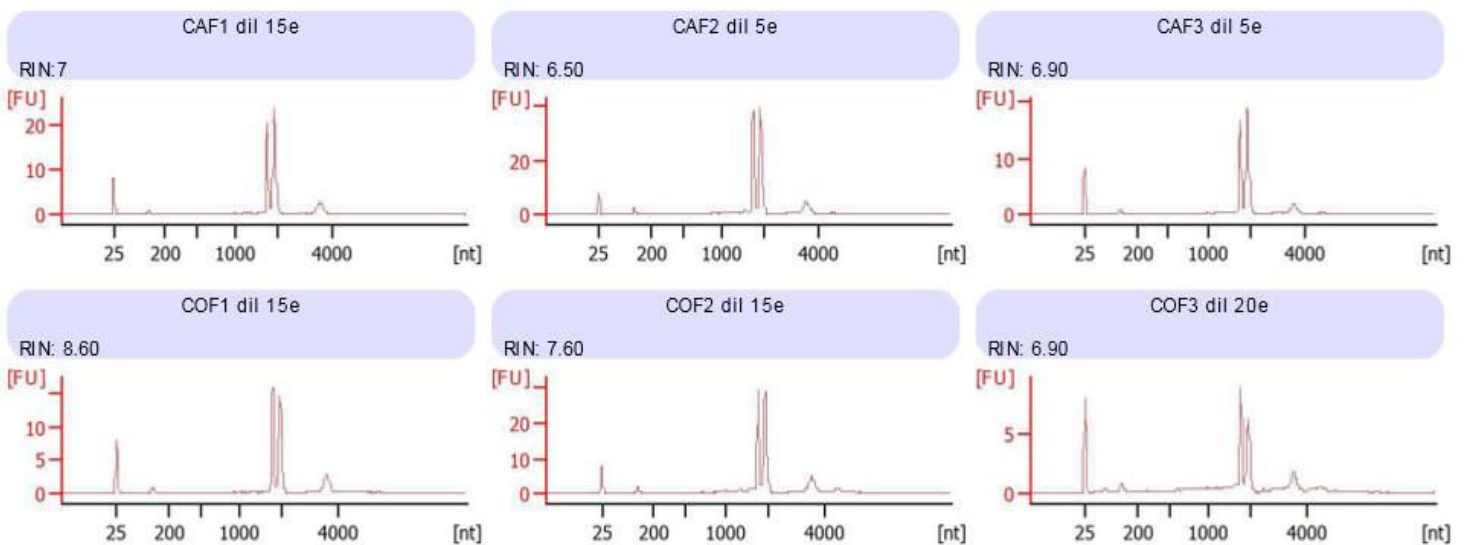 CAF1 dil 15e
RIN:7
[FU]
20
10
0
25 200 1000 4000 [nt]
CAF2 dil 5e
RIN: 6.50
[FU]
20
0
25 200 1000 4000 [nt]
CAF3 dil 5e
RIN: 6.90
[FU]
10
0
25 200 1000 4000 [nt]
COF1 dil 15e
RIN: 8.60
[FU]
10
5
0
25 200 1000 4000 [nt]
COF2 dil 15e
RIN: 7.60
[FU]
20
10
0
25 200 1000 4000 [nt]
COF3 dil 20e
RIN: 6.90
[FU]
5
0
25 200 1000 4000 [nt]